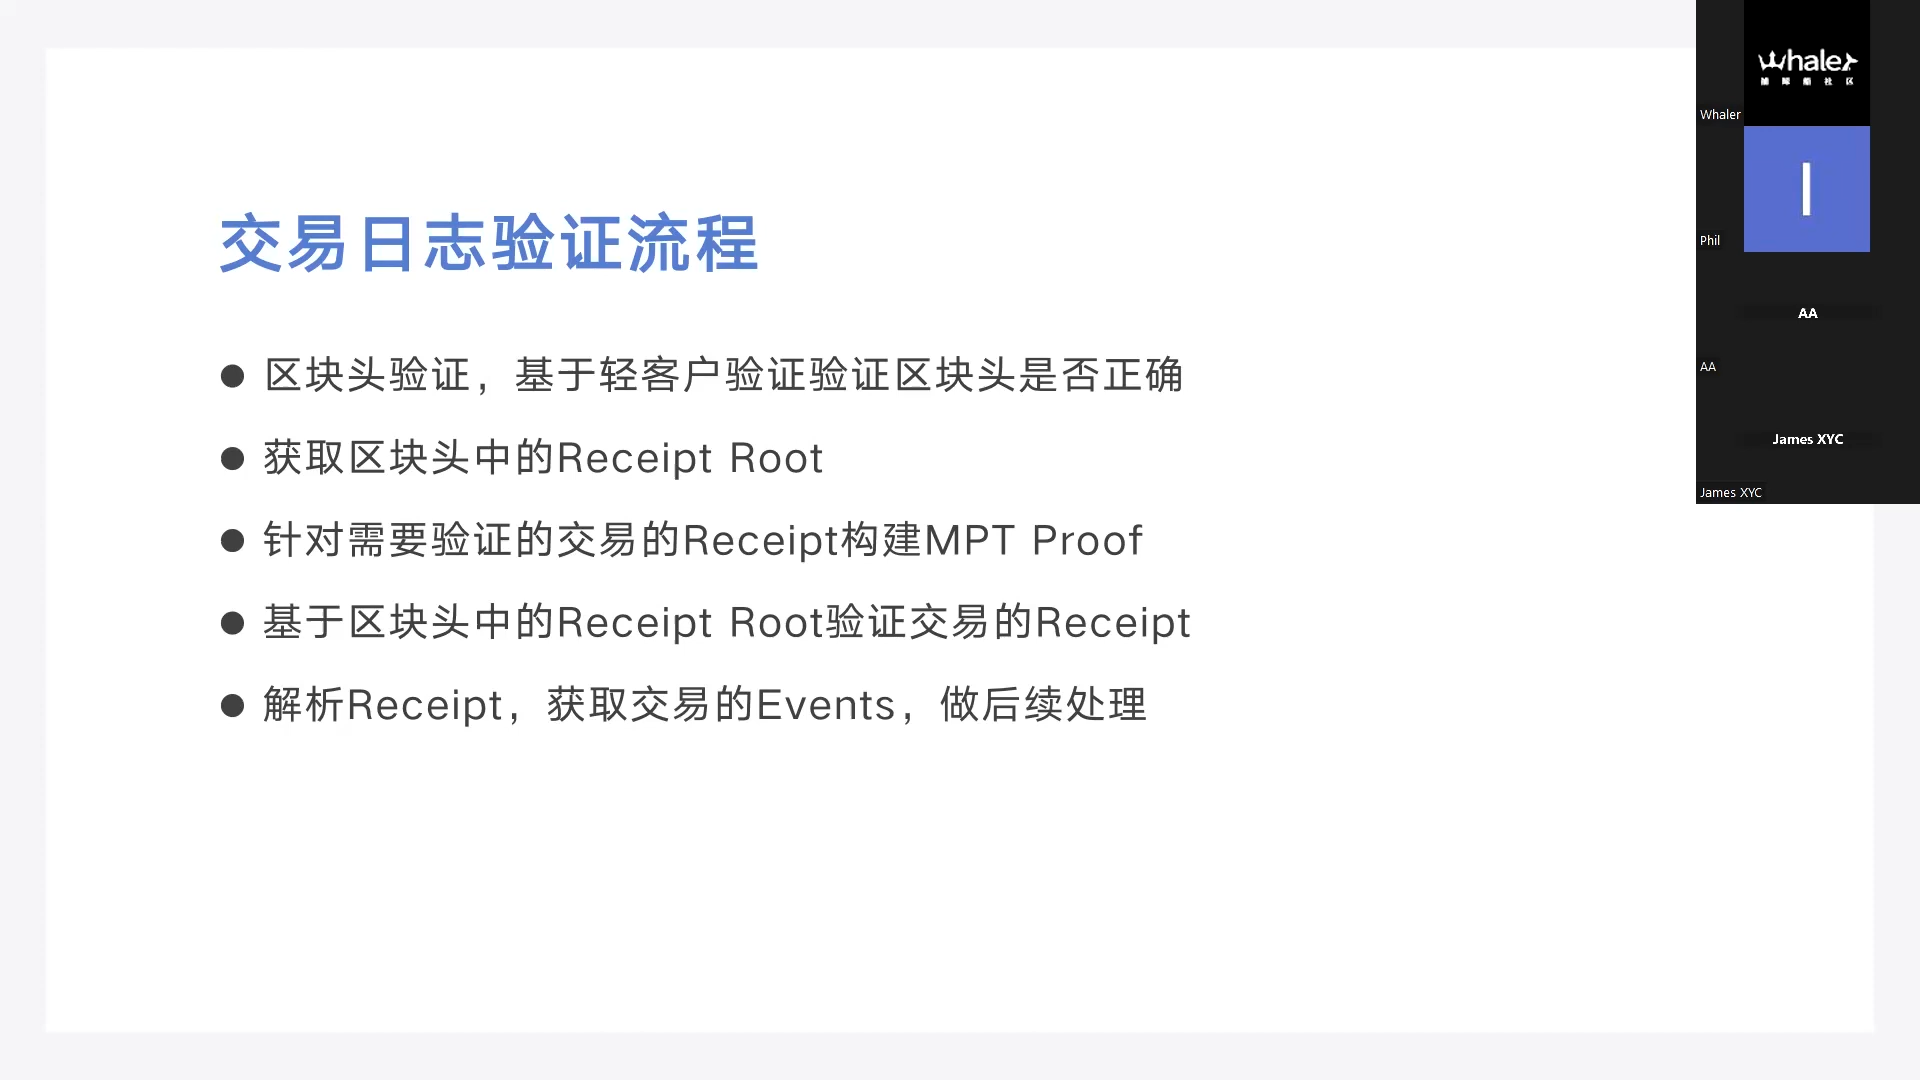 交易日志验证流程
● 区块头验证，基于轻客户验证验证区块头是否正确
● 获取区块头中的Receipt Root
● 针对需要验证的交易的Receipt构建MPT Proof
● 基于区块头中的Receipt Root验证交易的Receipt
● 解析Receipt，获取交易的Events，做后续处理
Whaler
捕鲸船社区
Whaler
Phil
AA
AA
James XYC
James XYC